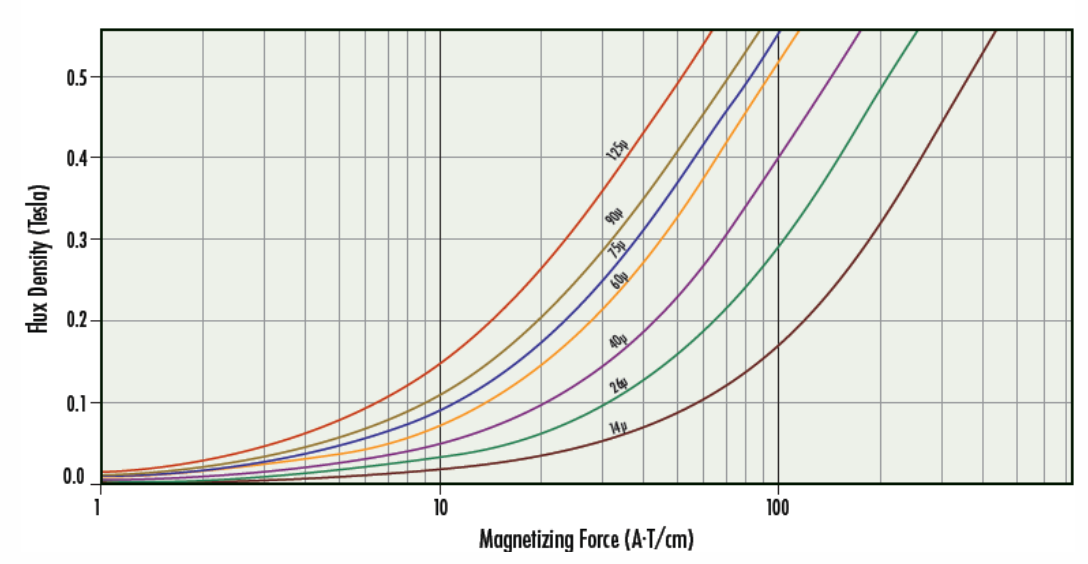 0.5
0.4
0.3
0.2
0.1
0.0
Flux Density (Tesla)
125µ
90µ
75µ
60µ
40µ
26µ
14µ
1
10
100
Magnetizing Force (A·T/cm)